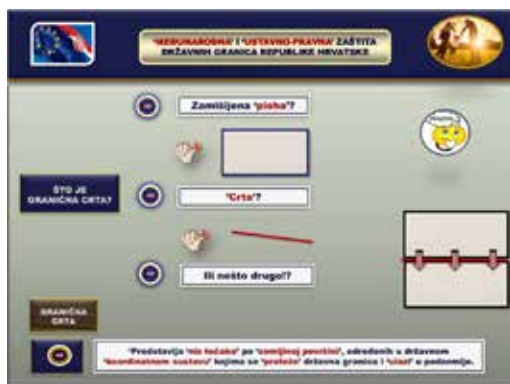 'MEĐUNARODNA' I 'USTAVNO-PRAVNA' ZAŠTITA
DRŽAVNIH GRANICA REPUBLIKE HRVATSKE
Zamišljena 'ploha'?
ŠTO JE
GRANIČNA CRTA?
'Crta'?
Ili nešto drugo!?
GRANIČNA
CRTA
'Predstavlja 'niz točaka' po 'zemljinoj površini', određenih u državnom
'koordinatnom sustavu' kojima se 'proteže' državna granica i 'ulazi' u podzemlje.